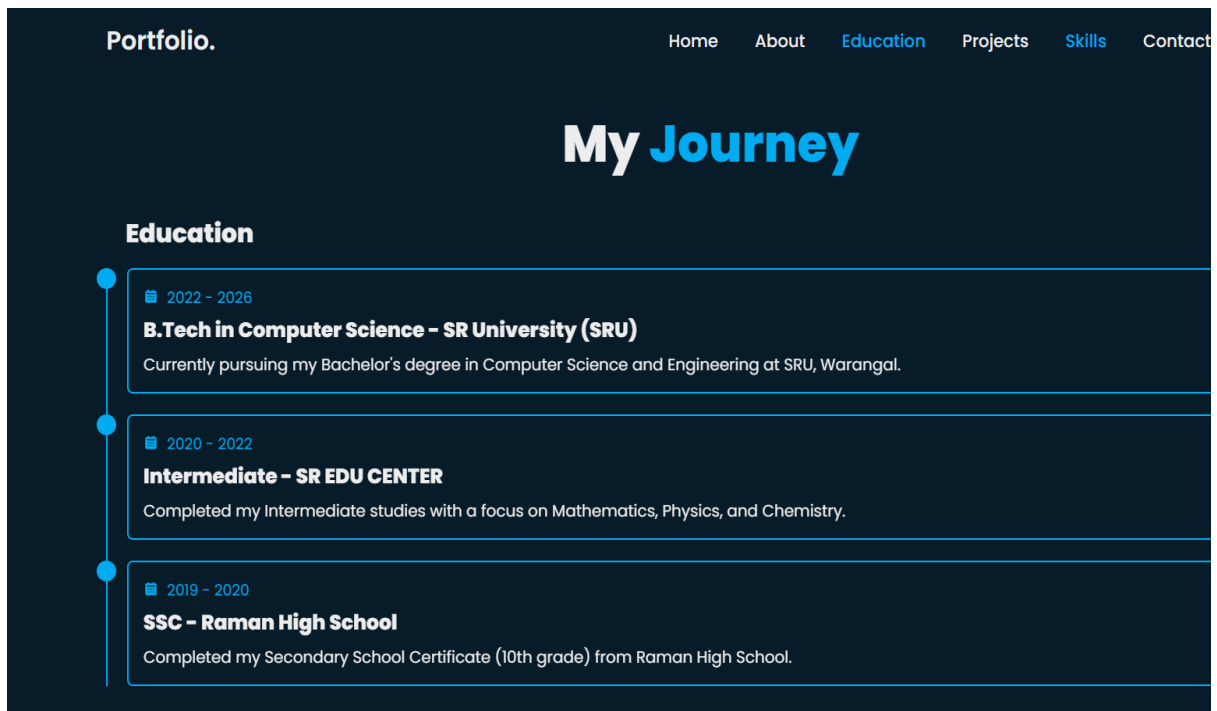 Portfolio. Home About Education Projects Skills Contact
My Journey
Education
2022 - 2026
B.Tech in Computer Science - SR University (SRU)
Currently pursuing my Bachelor's degree in Computer Science and Engineering at SRU, Warangal.
2020 - 2022
Intermediate - SR EDU CENTER
Completed my Intermediate studies with a focus on Mathematics, Physics, and Chemistry.
2019 - 2020
SSC - Raman High School
Completed my Secondary School Certificate (10th grade) from Raman High School.